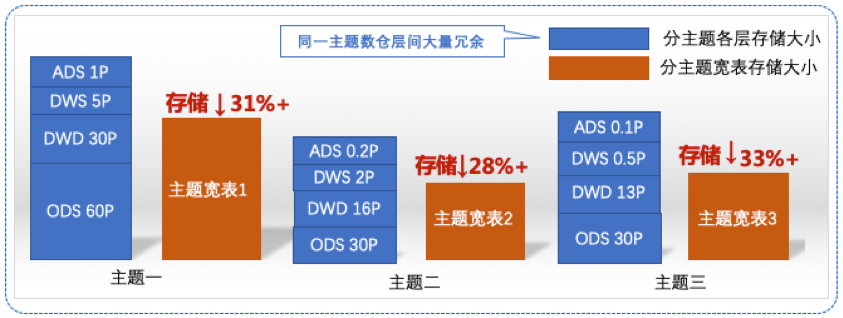 同一主题数仓层间大量冗余
分主题各层存储大小
分主题宽表存储大小
ADS 1P
DWS 5P
DWD 30P
ODS 60P
存储↓31%+
主题宽表1
主题一
ADS 0.2P
DWS 2P
DWD 16P
ODS 30P
存储↓28%+
主题宽表2
主题二
ADS 0.1P
DWS 0.5P
DWD 13P
ODS 30P
存储↓33%+
主题宽表3
主题三